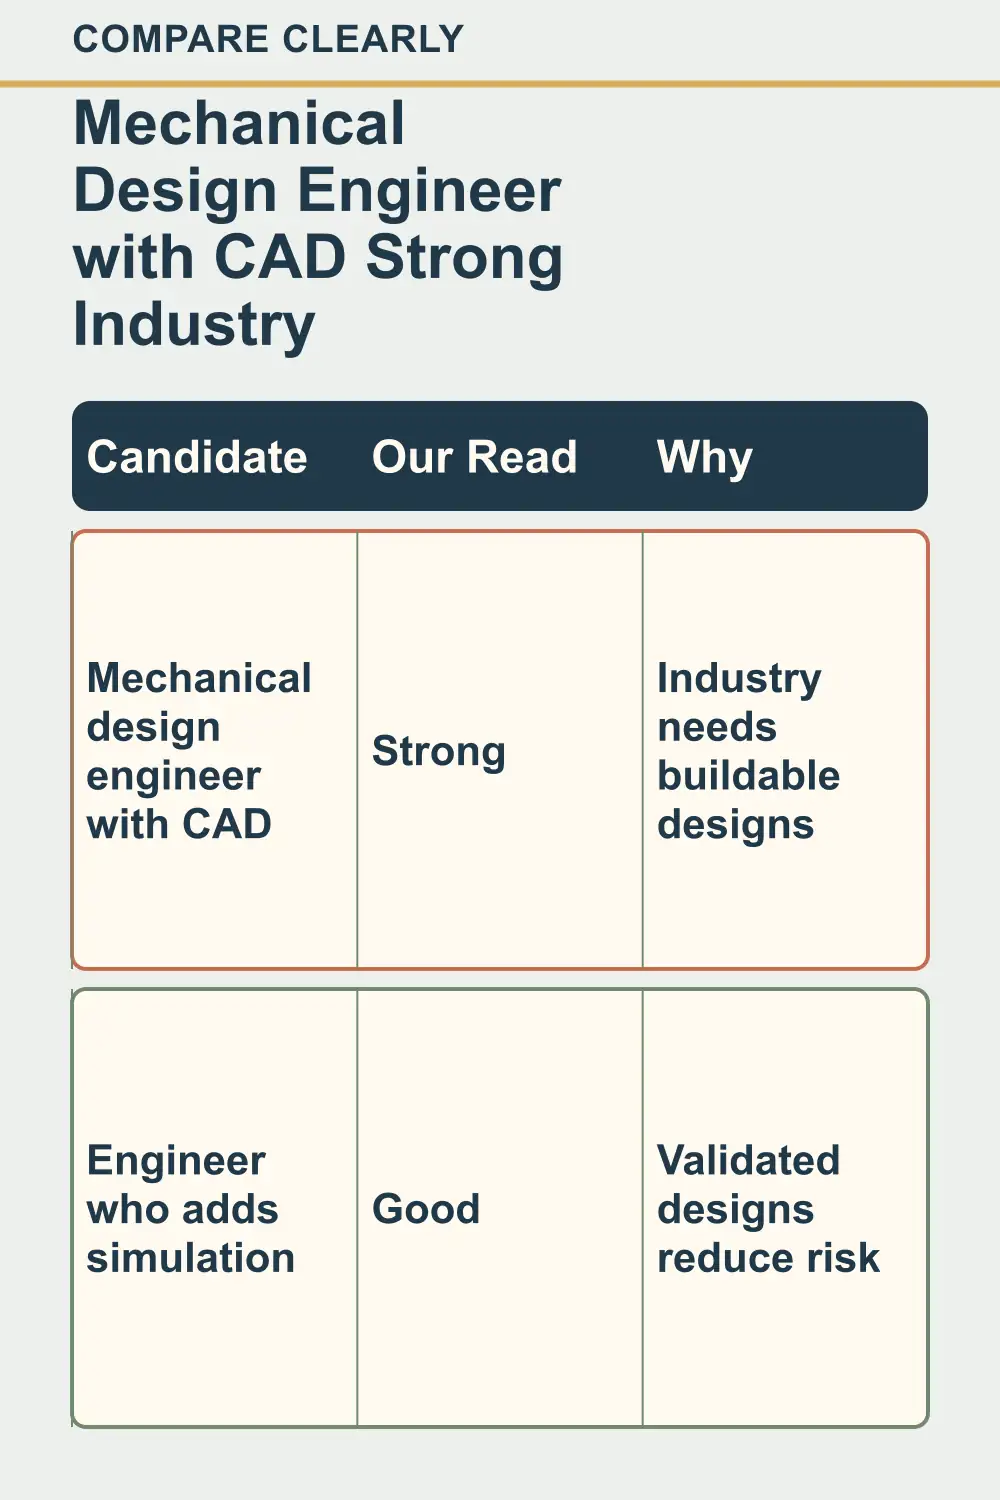 COMPARE CLEARLY
Mechanical
Design Engineer
with CAD Strong
Industry
Candidate Our Read Why
Mechanical
design
engineer
with CAD
Strong
Industry
needs
buildable
designs
Engineer
who adds
simulation
Good
Validated
designs
reduce risk